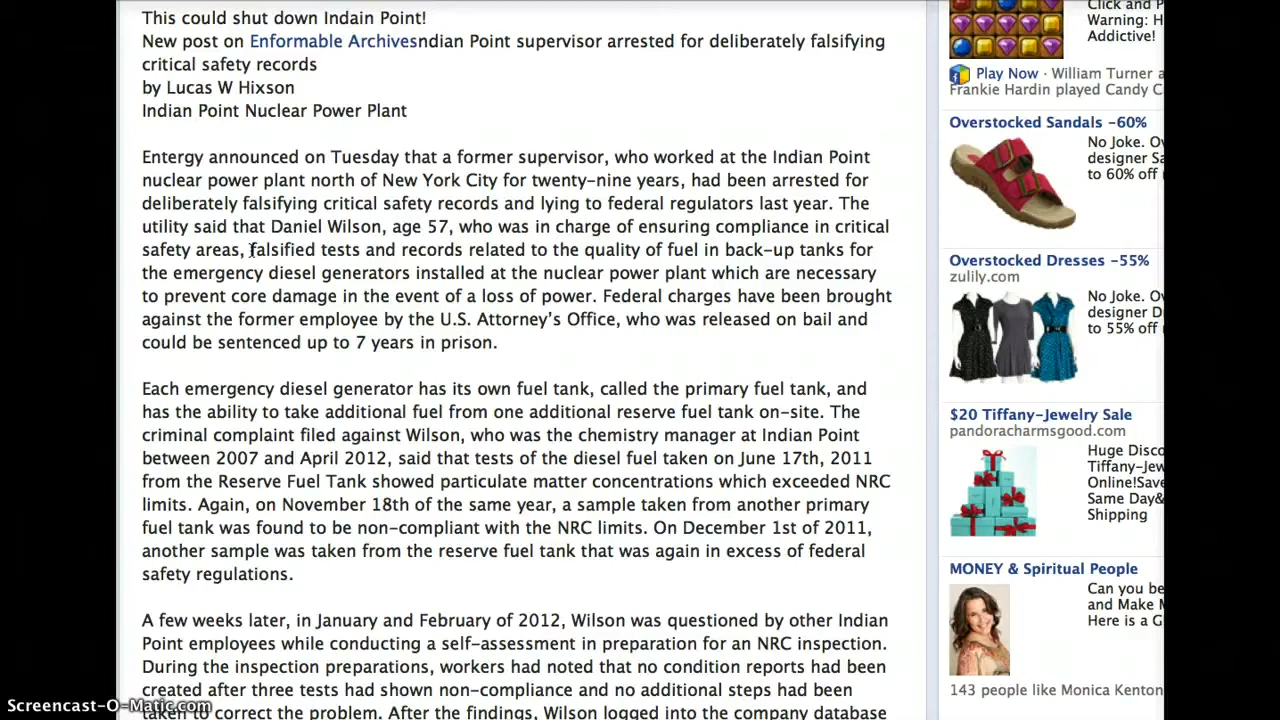 This could shut down Indain Point!
New post on Enformable Archivesndian Point supervisor arrested for deliberately falsifying
critical safety records
by Lucas W Hixson
Indian Point Nuclear Power Plant
Entergy announced on Tuesday that a former supervisor, who worked at the Indian Point
nuclear power plant north of New York City for twenty-nine years, had been arrested for
deliberately falsifying critical safety records and lying to federal regulators last year. The
utility said that Daniel Wilson, age 57, who was in charge of ensuring compliance in critical
safety areas, falsified tests and records related to the quality of fuel in back-up tanks for
the emergency diesel generators installed at the nuclear power plant which are necessary
to prevent core damage in the event of a loss of power. Federal charges have been brought
against the former employee by the U.S. Attorney's Office, who was released on bail and
could be sentenced up to 7 years in prison.
Each emergency diesel generator has its own fuel tank, called the primary fuel tank, and
has the ability to take additional fuel from one additional reserve fuel tank on-site. The
criminal complaint filed against Wilson, who was the chemistry manager at Indian Point
between 2007 and April 2012, said that tests of the diesel fuel taken on June 17th, 2011
from the Reserve Fuel Tank showed particulate matter concentrations which exceeded NRC
limits. Again, on November 18th of the same year, a sample taken from another primary
fuel tank was found to be non-compliant with the NRC limits. On December 1st of 2011,
another sample was taken from the reserve fuel tank that was again in excess of federal
safety regulations.
A few weeks later, in January and February of 2012, Wilson was questioned by other Indian
Point employees while conducting a self-assessment in preparation for an NRC inspection.
During the inspection preparations, workers had noted that no condition reports had been
created after three tests had shown non-compliance and no additional steps had been
taken to correct the problem. After the findings, Wilson logged into the company database
Click and P
Warning: H
Addictive!
Play Now · William Turner a
Frankie Hardin played Candy C
Overstocked Sandals -60%
No Joke. Ov
designer Sa
to 60% off
Overstocked Dresses -55%
zulily.com
No Joke. Ov
designer D
to 55% off
$20 Tiffany-Jewelry Sale
pandoracharmsgood.com
Huge Disco
Tiffany-Jew
Online!Save
Same Day&
Shipping
MONEY & Spiritual People
Can you be
and Make M
Here is a G
143 people like Monica Kenton
Screencast-O-Matic.com